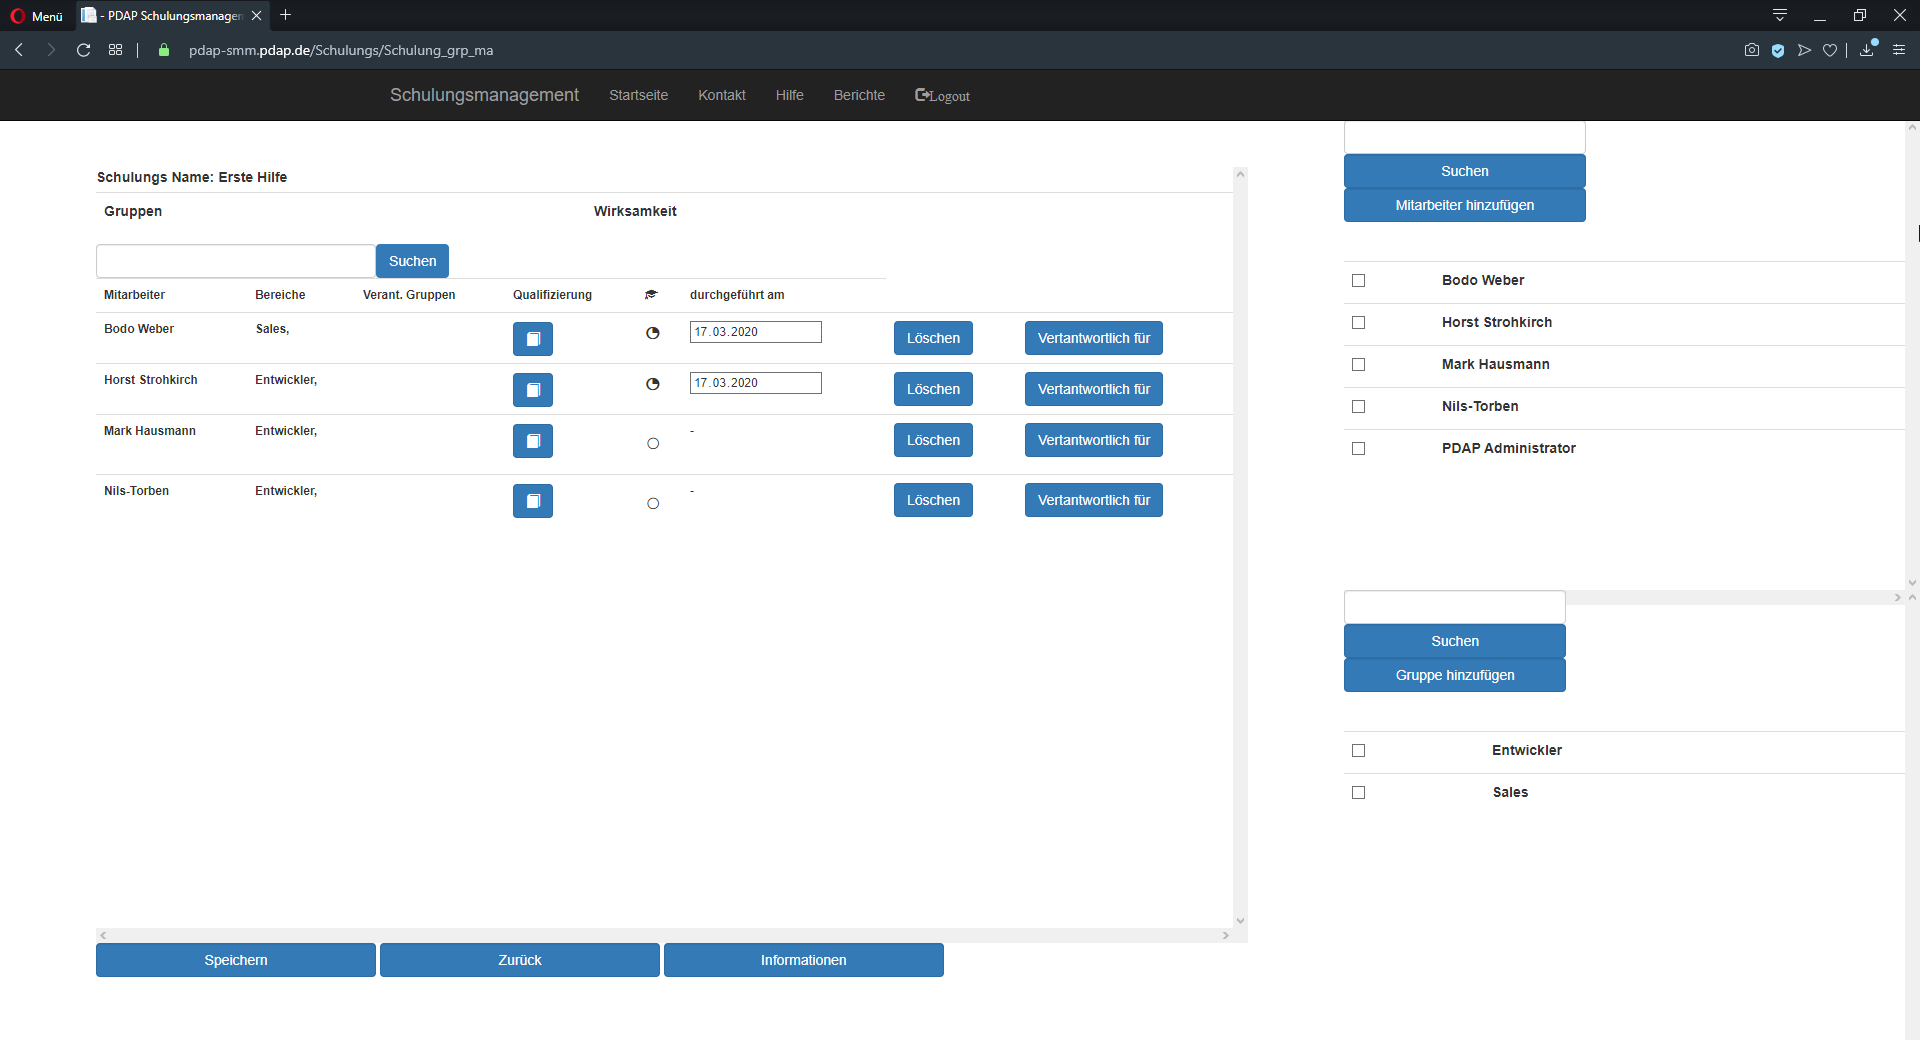 Menü
- PDAP Schulungsmanagen
pdap-smm.pdap.de/Schulungs/Schulung_grp_ma
Schulungsmanagement Startseite Kontakt Hilfe Berichte Logout
Schulungs Name: Erste Hilfe
Gruppen Wirksamkeit
Suchen
Mitarbeiter Bereiche Verant. Gruppen Qualifizierung durchgeführt am
Bodo Weber Sales, 17.03.2020 Löschen Vertantwortlich für
Horst Strohkirch Entwickler, 17.03.2020 Löschen Vertantwortlich für
Mark Hausmann Entwickler, - Löschen Vertantwortlich für
Nils-Torben Entwickler, - Löschen Vertantwortlich für
Speichern Zurück Informationen
Suchen
Mitarbeiter hinzufügen
Bodo Weber
Horst Strohkirch
Mark Hausmann
Nils-Torben
PDAP Administrator
Suchen
Gruppe hinzufügen
Entwickler
Sales